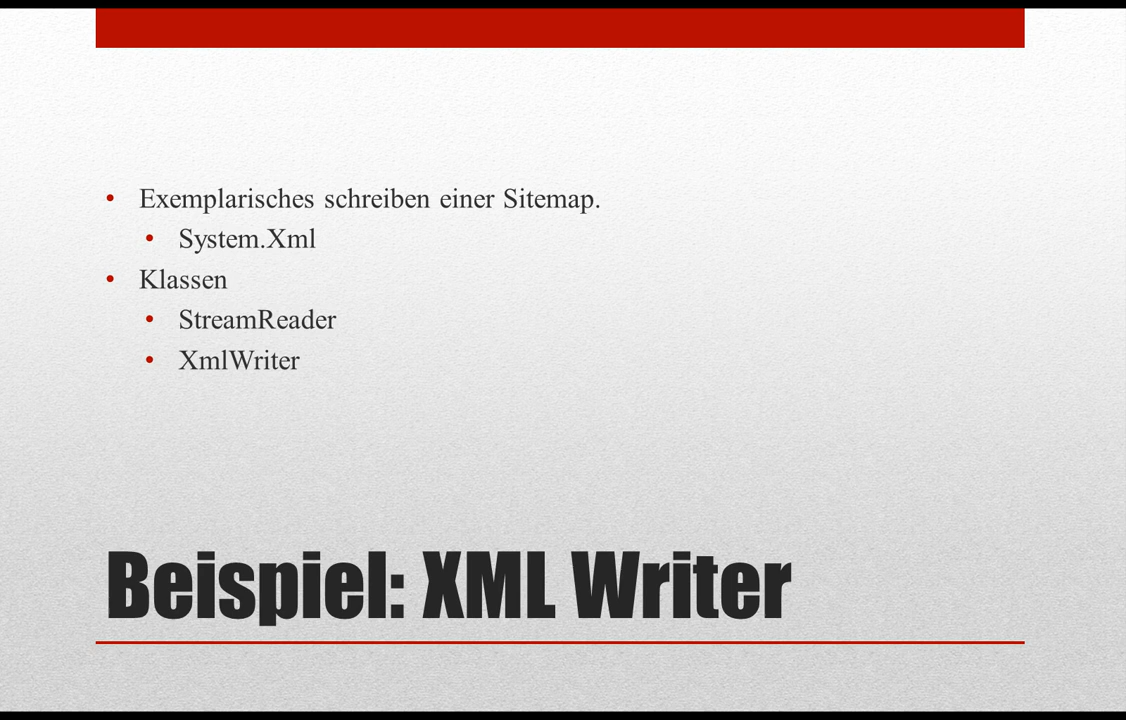 • Exemplarisches schreiben einer Sitemap.
• System.Xml
• Klassen
• StreamReader
• XmlWriter
Beispiel: XML Writer